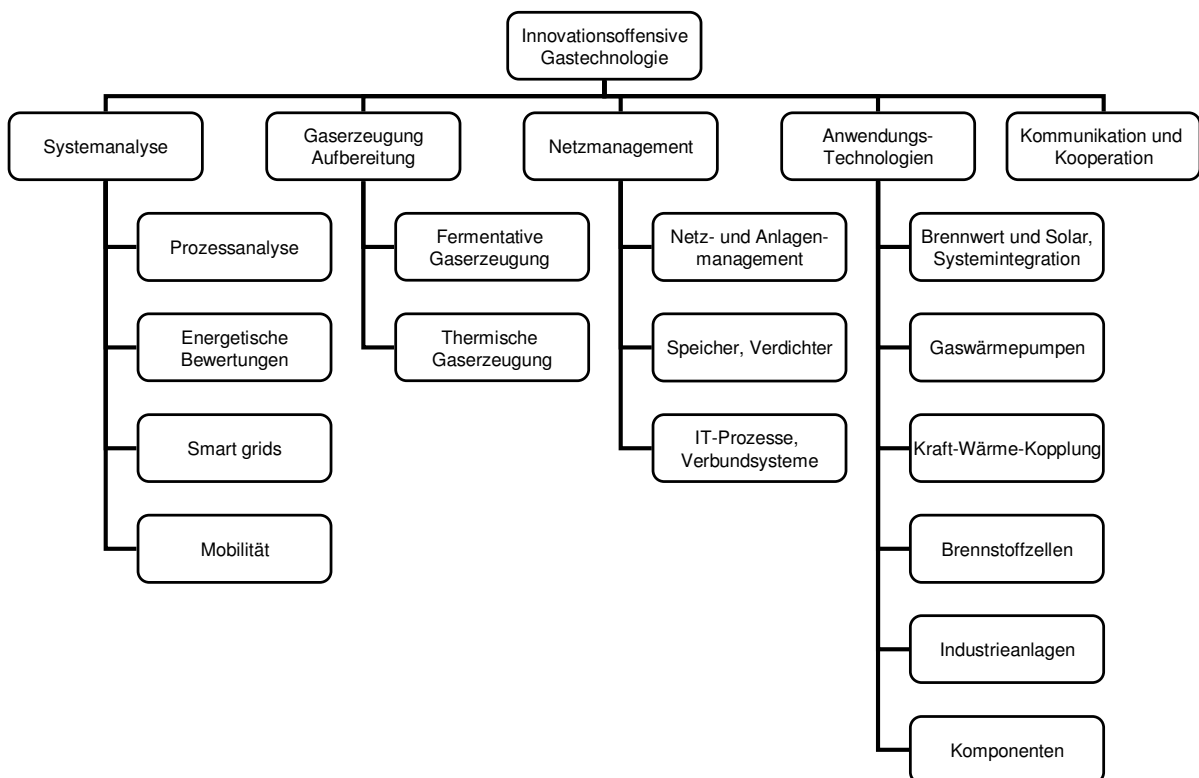 Innovationsoffensive
Gastechnologie
Systemanalyse
Gaserzeugung
Aufbereitung
Netzmanagement
Anwendungs-
Technologien
Kommunikation und
Kooperation
Prozessanalyse
Energetische
Bewertungen
Smart grids
Mobilität
Fermentative
Gaserzeugung
Thermische
Gaserzeugung
Netz- und Anlagen-
management
Speicher, Verdichter
IT-Prozesse,
Verbundsysteme
Brennwert und Solar,
Systemintegration
Gaswärmepumpen
Kraft-Wärme-Kopplung
Brennstoffzellen
Industrieanlagen
Komponenten